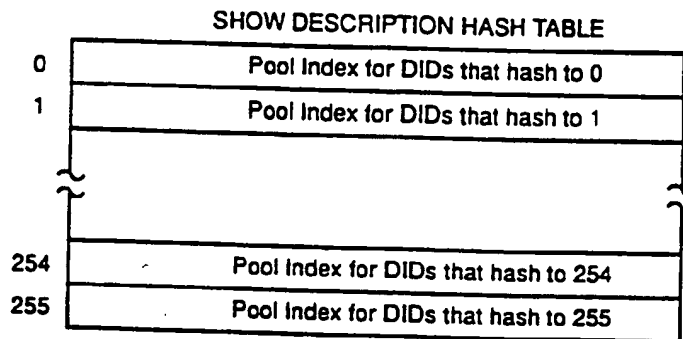 SHOW DESCRIPTION HASH TABLE
0 Pool Index for DIDs that hash to 0
1 Pool Index for DIDs that hash to 1
254 Pool Index for DIDs that hash to 254
255 Pool Index for DIDs that hash to 255